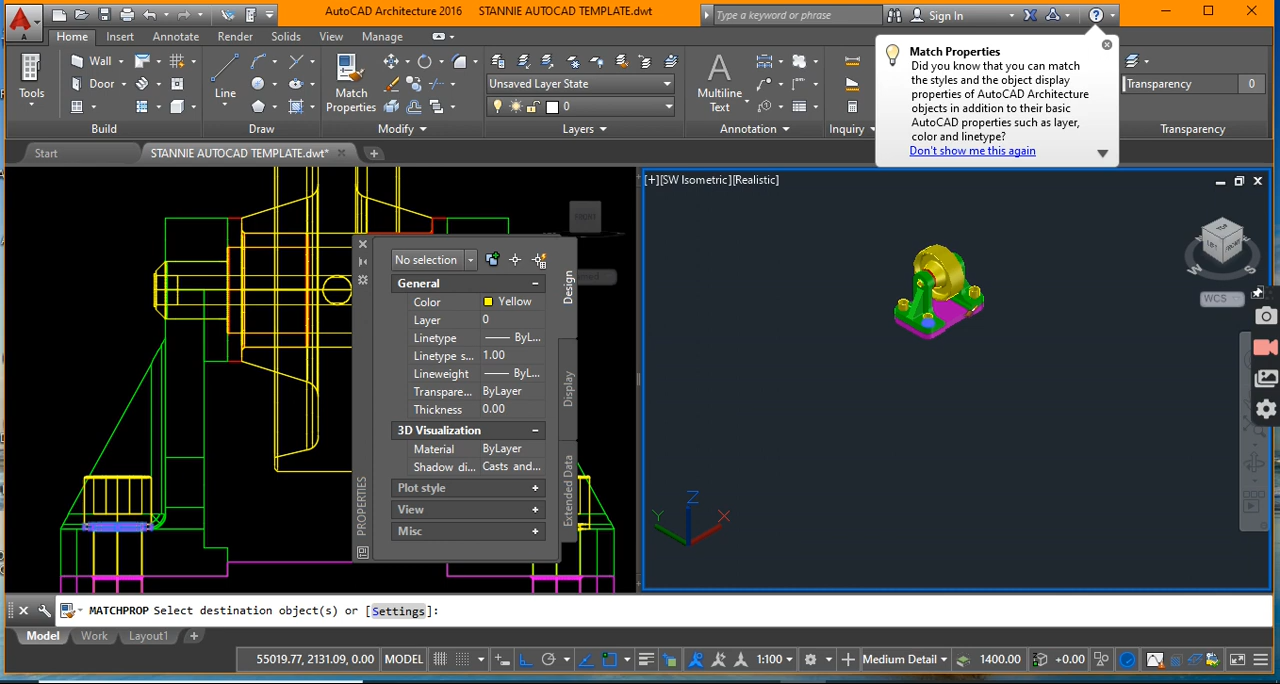 AutoCAD Architecture 2016 STANNIE AUTOCAD TEMPLATE.dwt
Type a keyword or phrase
Sign In
A
Home Insert Annotate Render Solids View Manage
Tools
Wall
Door
Build
Line
Draw
Match
Properties
Modify
Unsaved Layer State
0
Layers
Multiline
Text
Annotation
Inquiry
Transparency 0
Transparency
Match Properties
Did you know that you can match
the styles and the object display
properties of AutoCAD Architecture
objects in addition to their basic
AutoCAD properties such as layer,
color and linetype?
Don't show me this again
Start STANNIE AUTOCAD TEMPLATE.dwt*
FRONT
[+][SW Isometric][Realistic]
TOP
LEFT FRONT
W S
WCS
No selection
General
Color Yellow
Layer 0
Linetype ByL...
Linetype s... 1.00
Lineweight ByL...
Transpare... ByLayer
Thickness 0.00
3D Visualization
Material ByLayer
Shadow di... Casts and...
Plot style
View
Misc
PROPERTIES
Design
Display
Extended Data
Z
Y X
MATCHPROP Select destination object(s) or [Settings]:
Model Work Layout1
55019.77, 2131.09, 0.00 MODEL 1:100 Medium Detail 1400.00 +0.00